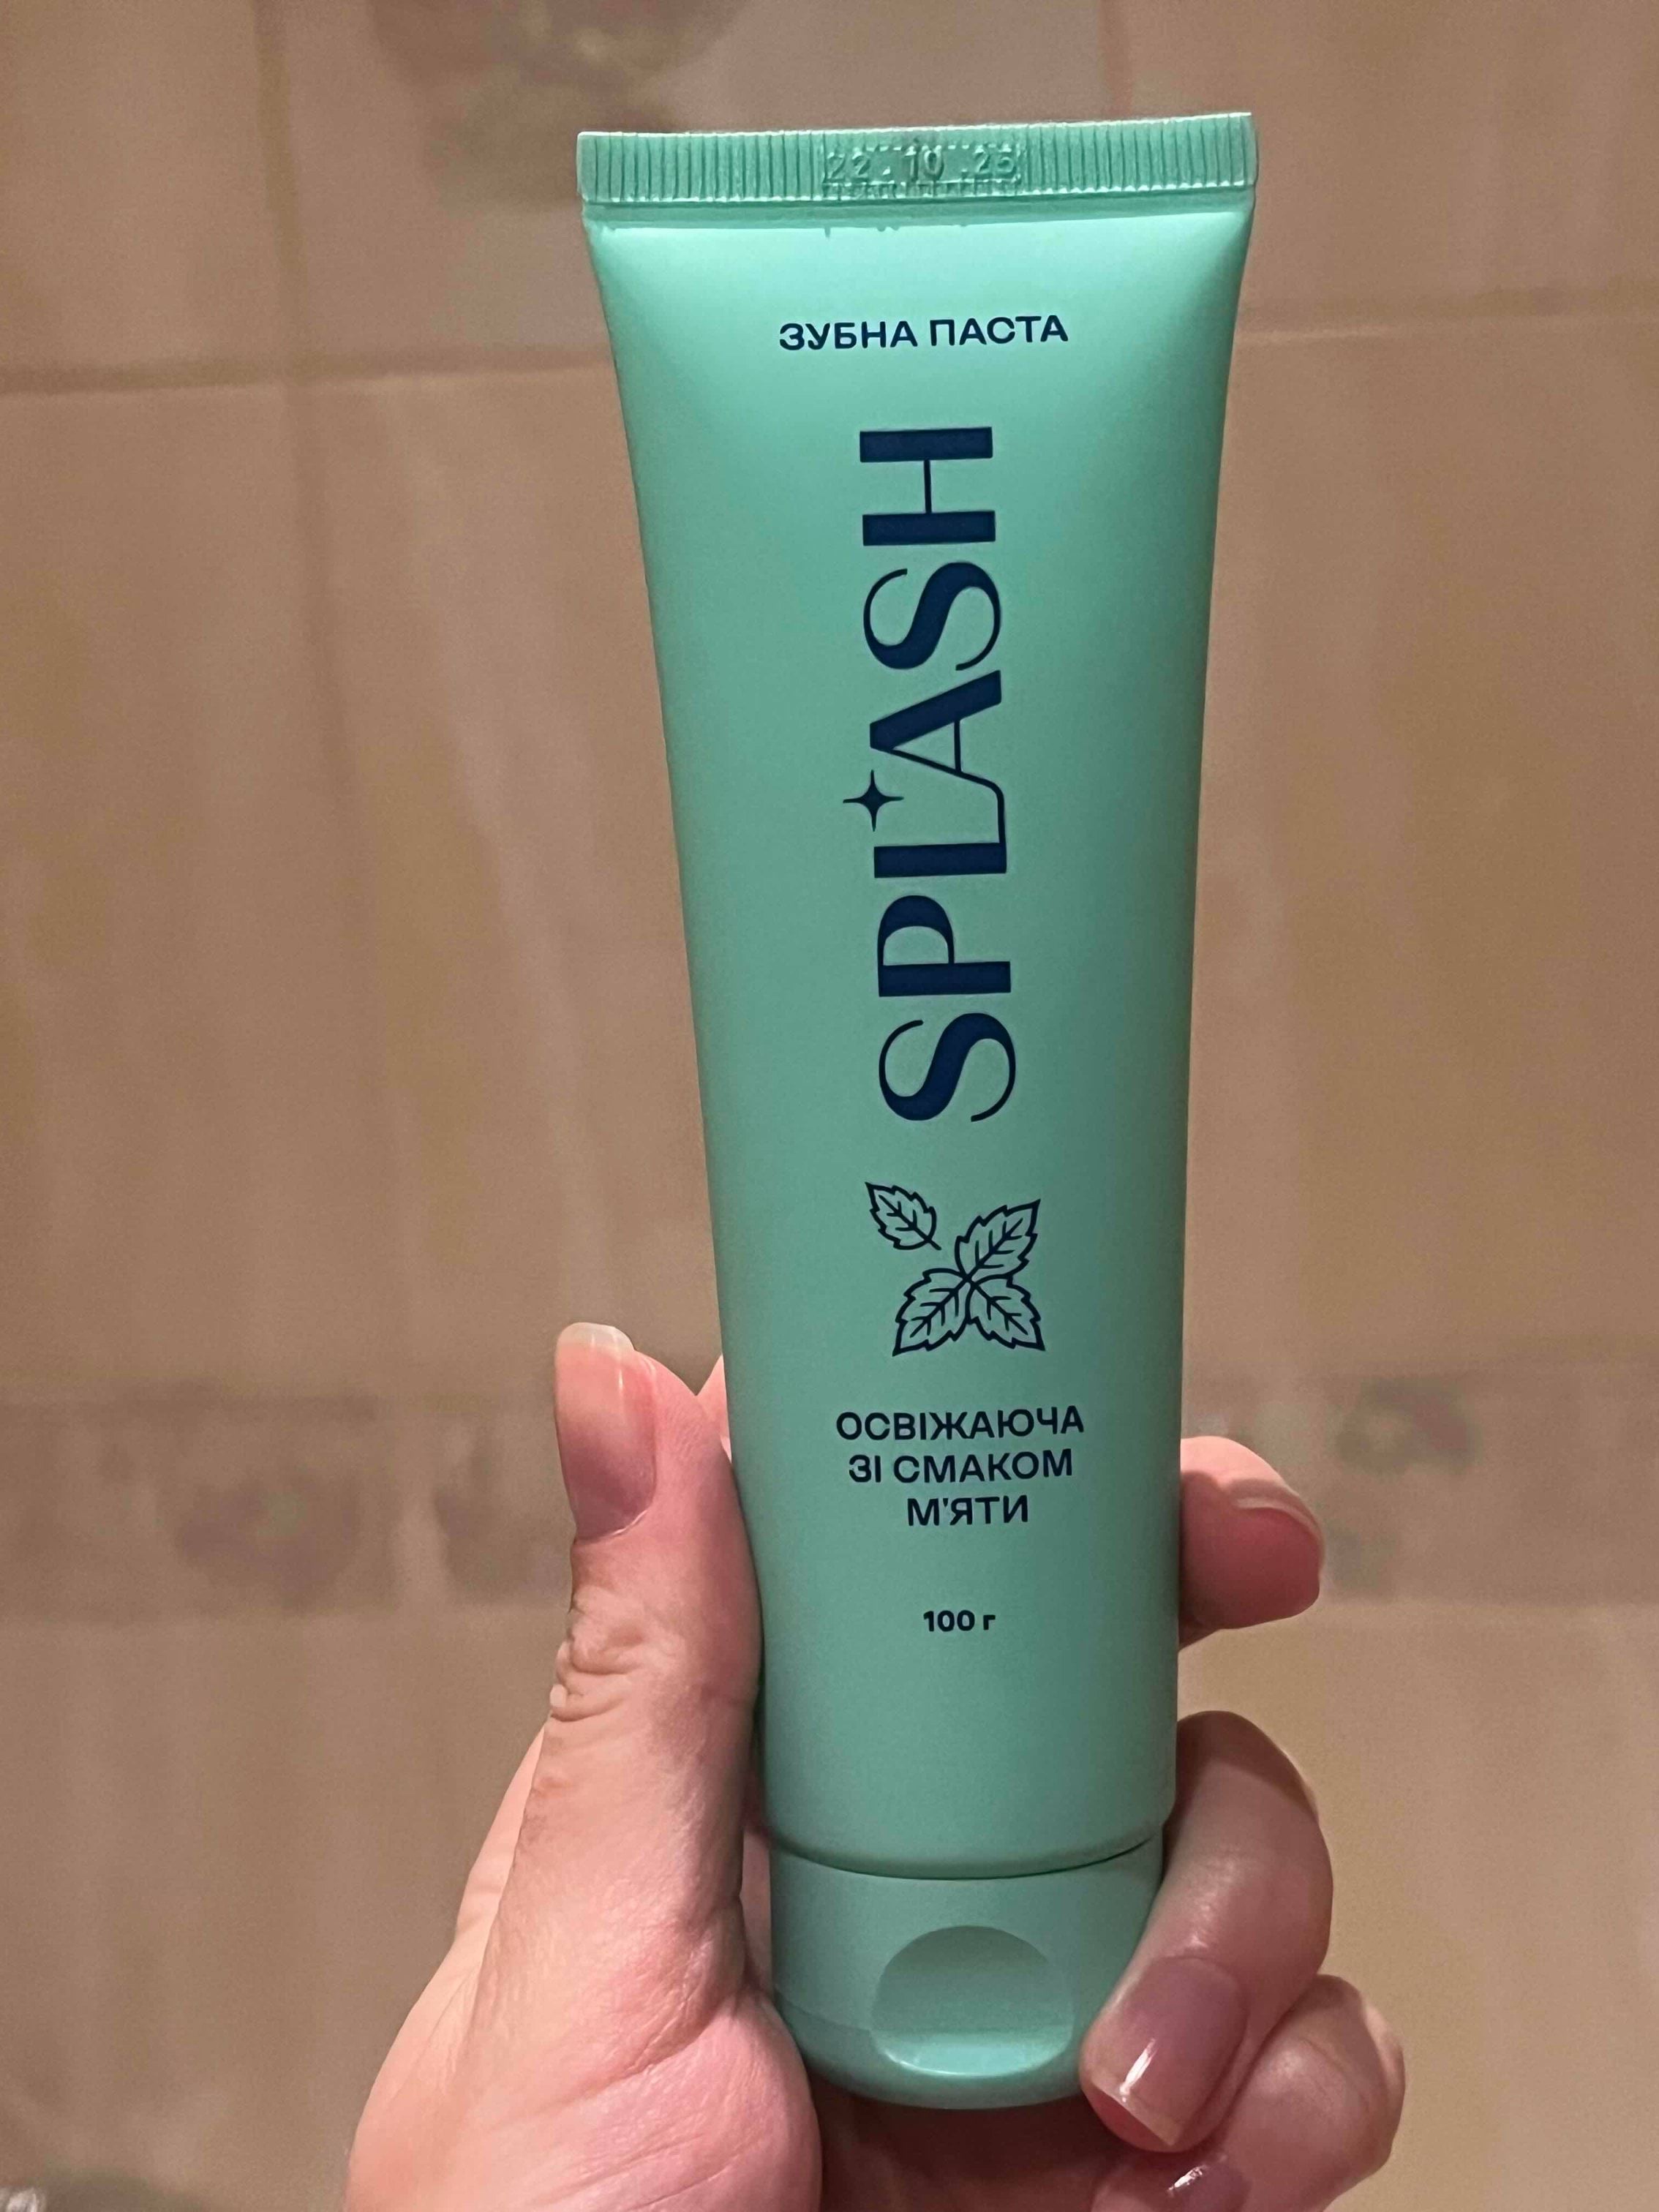 22.10.25
ЗУБНА ПАСТА
SPLASH
ОСВІЖАЮЧА
ЗІ СМАКОМ
М'ЯТИ
100 г